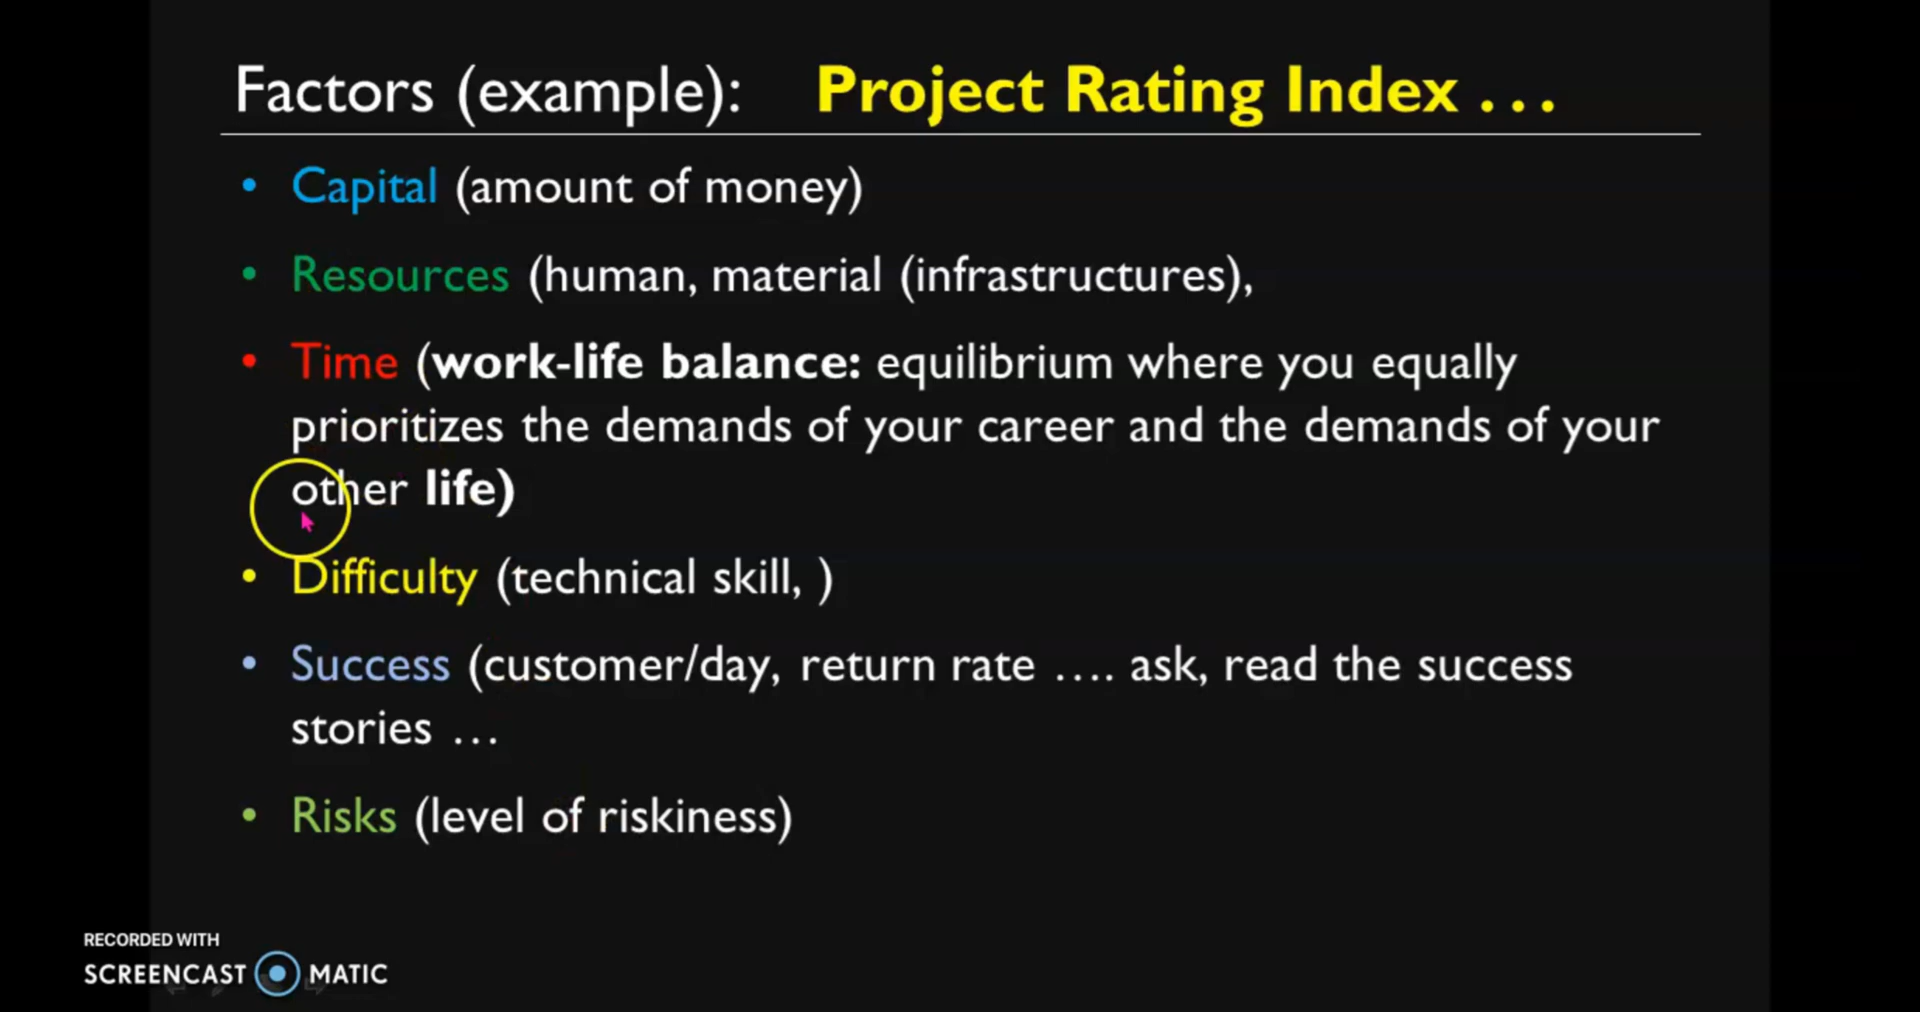 Factors (example): Project Rating Index ...
• Capital (amount of money)
• Resources (human, material (infrastructures),
• Time (work-life balance: equilibrium where you equally
prioritizes the demands of your career and the demands of your
other life)
• Difficulty (technical skill, )
• Success (customer/day, return rate .... ask, read the success
stories ...
• Risks (level of riskiness)
RECORDED WITH
SCREENCAST MATIC